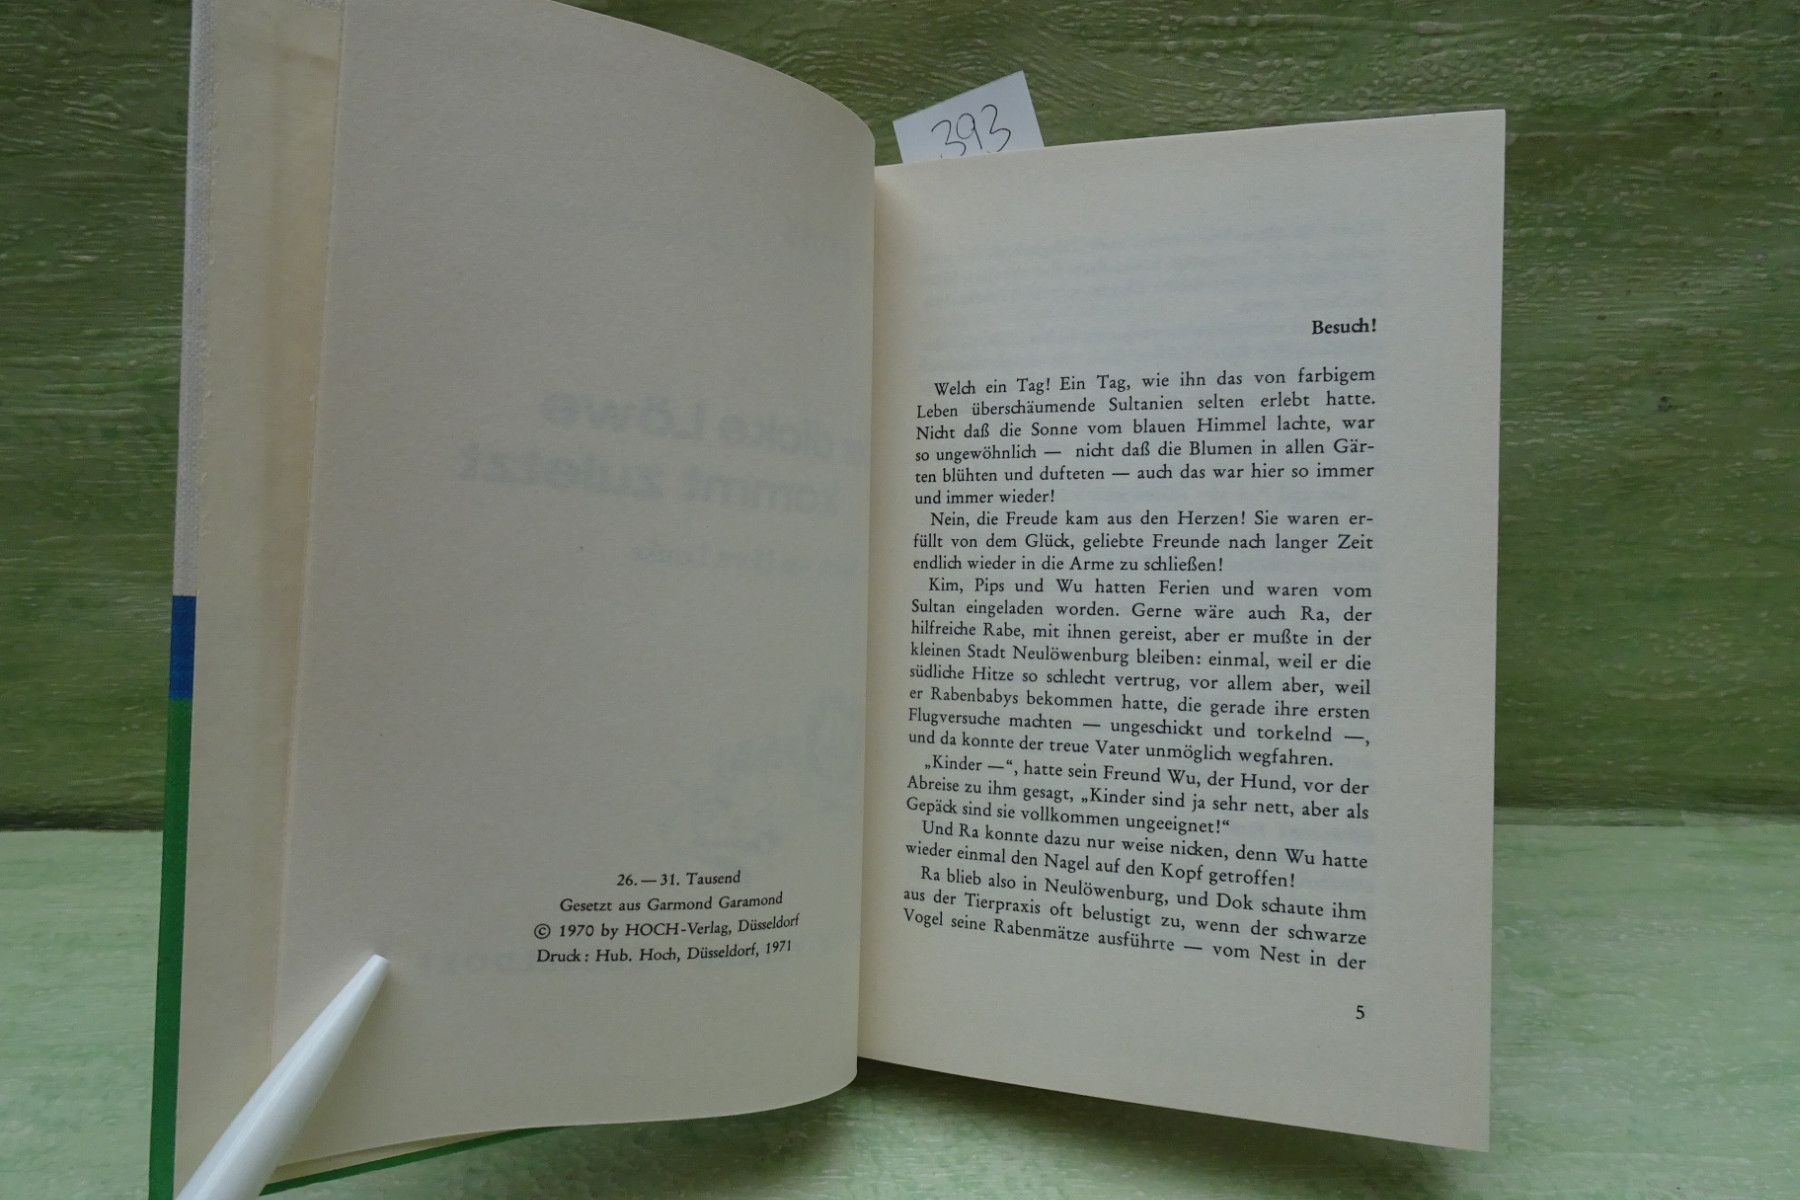 393
26. — 31. Tausend
Gesetzt aus Garmond Garamond
© 1970 by HOCH-Verlag, Düsseldorf
Druck: Hub. Hoch, Düsseldorf, 1971
Besuch!
Welch ein Tag! Ein Tag, wie ihn das von farbigem
Leben überschäumende Sultanien selten erlebt hatte.
Nicht daß die Sonne vom blauen Himmel lachte, war
so ungewöhnlich — nicht daß die Blumen in allen Gär-
ten blühten und dufteten — auch das war hier so immer
und immer wieder!
Nein, die Freude kam aus den Herzen! Sie waren er-
füllt von dem Glück, geliebte Freunde nach langer Zeit
endlich wieder in die Arme zu schließen!
Kim, Pips und Wu hatten Ferien und waren vom
Sultan eingeladen worden. Gerne wäre auch Ra, der
hilfreiche Rabe, mit ihnen gereist, aber er mußte in der
kleinen Stadt Neulöwenburg bleiben: einmal, weil er die
südliche Hitze so schlecht vertrug, vor allem aber, weil
er Rabenbabys bekommen hatte, die gerade ihre ersten
Flugversuche machten — ungeschickt und torkelnd —,
und da konnte der treue Vater unmöglich wegfahren.
„Kinder —“, hatte sein Freund Wu, der Hund, vor der
Abreise zu ihm gesagt, „Kinder sind ja sehr nett, aber als
Gepäck sind sie vollkommen ungeeignet!“
Und Ra konnte dazu nur weise nicken, denn Wu hatte
wieder einmal den Nagel auf den Kopf getroffen!
Ra blieb also in Neulöwenburg, und Dok schaute ihm
aus der Tierpraxis oft belustigt zu, wenn der schwarze
Vogel seine Rabenmätze ausführte — vom Nest in der
5